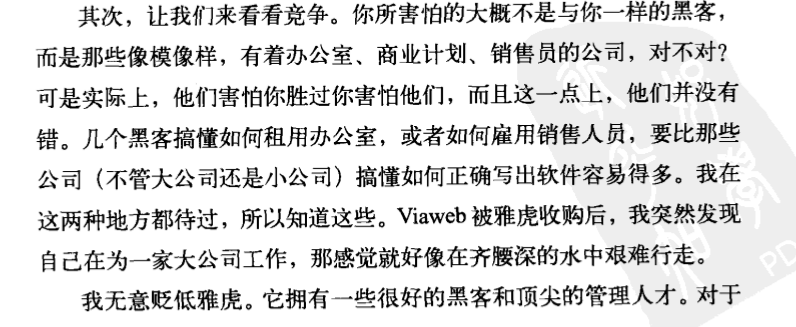 其次，让我们来看看竞争。你所害怕的大概不是与你一样的黑客，
而是那些像模像样，有着办公室、商业计划、销售员的公司，对不对？
可是实际上，他们害怕你胜过你害怕他们，而且这一点上，他们并没有
错。几个黑客搞懂如何租用办公室，或者如何雇用销售人员，要比那些
公司（不管大公司还是小公司）搞懂如何正确写出软件容易得多。我在
这两种地方都待过，所以知道这些。Viaweb 被雅虎收购后，我突然发现
自己在为一家大公司工作，那感觉就好像在齐腰深的水中艰难行走。
我无意贬低雅虎。它拥有一些很好的黑客和顶尖的管理人才。对于
PD